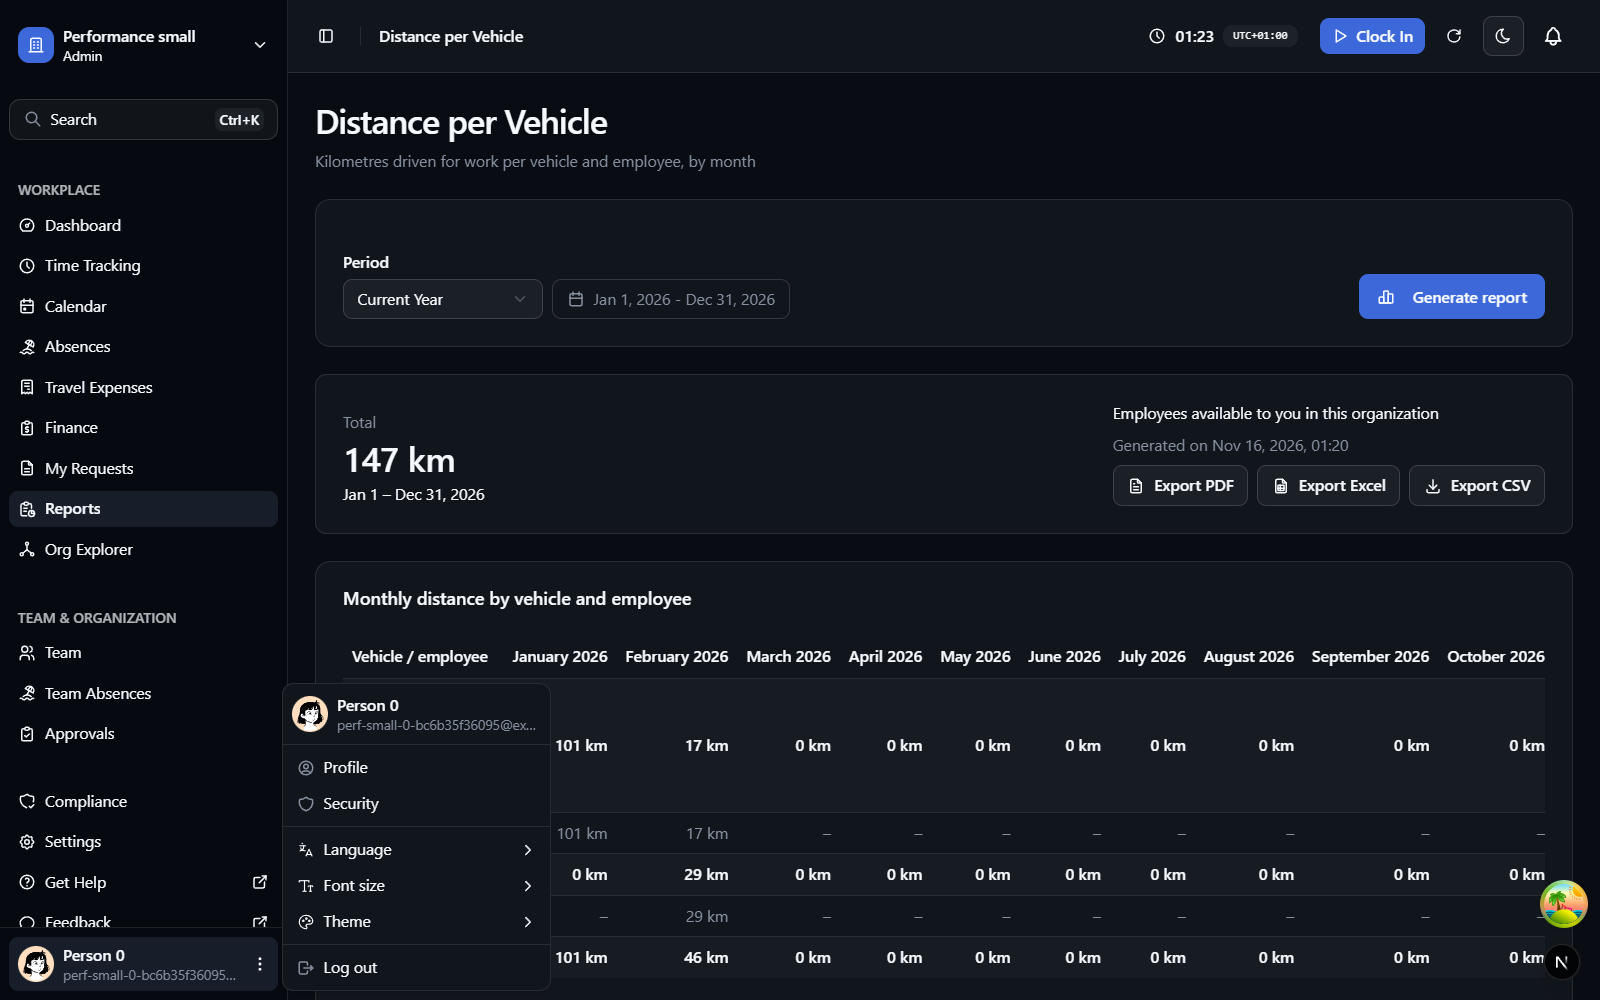 Performance small
Admin
Search
Ctrl+K
WORKPLACE
Dashboard
Time Tracking
Calendar
Absences
Travel Expenses
Finance
My Requests
Reports
Org Explorer
TEAM & ORGANIZATION
Team
Team Absences
Approvals
Compliance
Settings
Get Help
Feedback
Person 0
perf-small-0-bc6b35f36095...
Distance per Vehicle
01:23
UTC+01:00
Clock In
Distance per Vehicle
Kilometres driven for work per vehicle and employee, by month
Period
Current Year
Jan 1, 2026 - Dec 31, 2026
Generate report
Total
147 km
Jan 1 – Dec 31, 2026
Employees available to you in this organization
Generated on Nov 16, 2026, 01:20
Export PDF
Export Excel
Export CSV
Monthly distance by vehicle and employee
Vehicle / employee January 2026 February 2026 March 2026 April 2026 May 2026 June 2026 July 2026 August 2026 September 2026 October 2026
101 km 17 km 0 km 0 km 0 km 0 km 0 km 0 km 0 km 0 km
101 km 17 km – – – – – – – –
0 km 29 km 0 km 0 km 0 km 0 km 0 km 0 km 0 km 0 km
– 29 km – – – – – – – –
101 km 46 km 0 km 0 km 0 km 0 km 0 km 0 km 0 km 0 km
Person 0
perf-small-0-bc6b35f36095@ex...
Profile
Security
Language
Font size
Theme
Log out
N